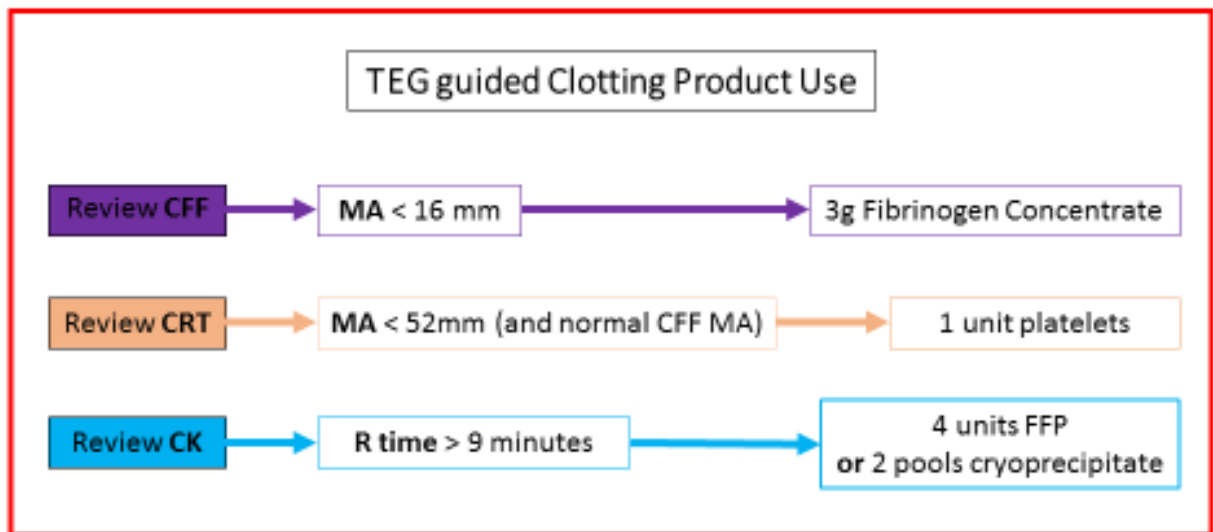 TEG guided Clotting Product Use
Review CFF
MA < 16 mm
3g Fibrinogen Concentrate
Review CRT
MA < 52mm (and normal CFF MA)
1 unit platelets
Review CK
R time > 9 minutes
4 units FFP
or 2 pools cryoprecipitate